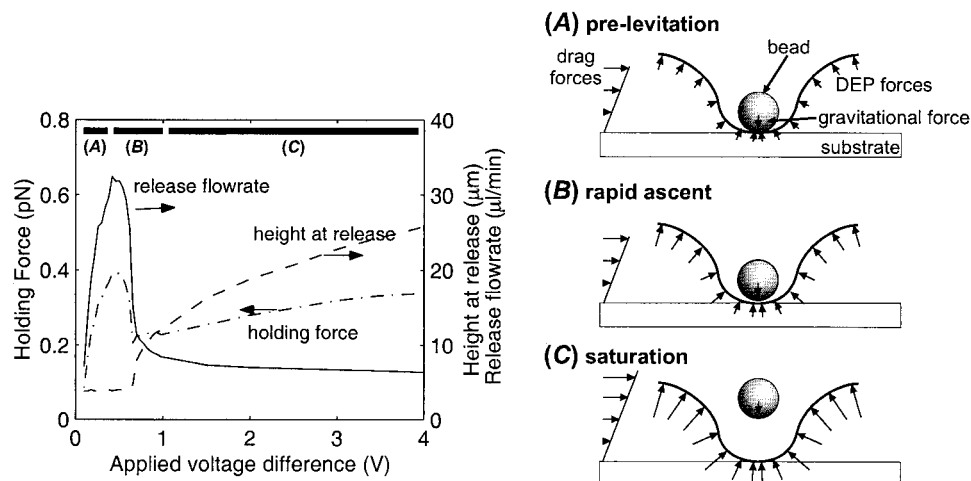 0.8
0.6
0.4
0.2
0
Holding Force (pN)
(A)
(B)
(C)
release flowrate
height at release
holding force
40
30
20
10
0
Height at release (μm)
Release flowrate (μl/min)
0
1
2
3
4
Applied voltage difference (V)
(A) pre-levitation
bead
drag
forces
DEP forces
gravitational force
substrate
(B) rapid ascent
(C) saturation